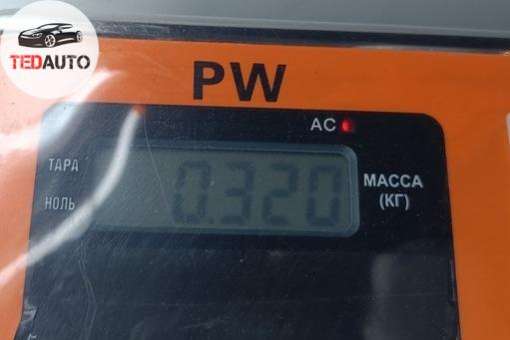 TEDAUTO
PW
AC
ТАРА
НОЛЬ
0.320
МАССА
(КГ)